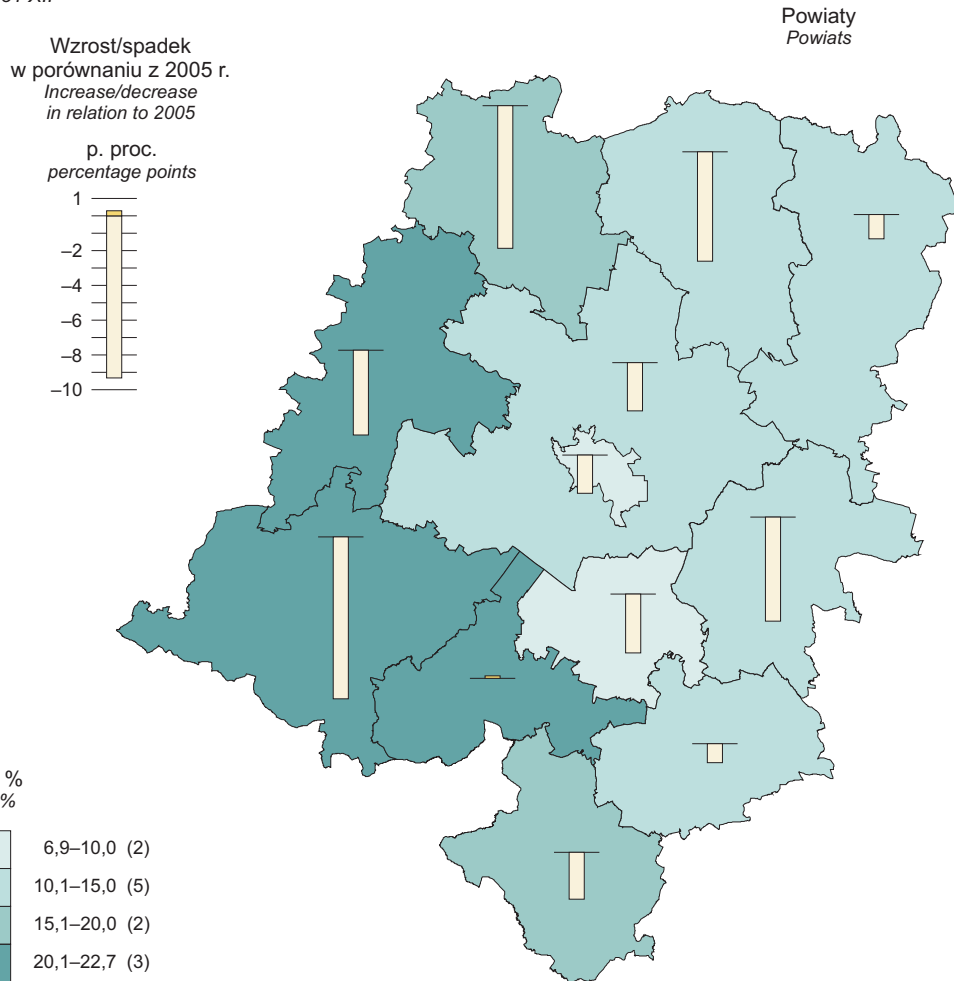 Powiaty
Powiats
Wzrost/spadek
w porównaniu z 2005 r.
Increase/decrease
in relation to 2005
p. proc.
percentage points
1
–2
–4
–6
–8
–10
%
%
6,9–10,0 (2)
10,1–15,0 (5)
15,1–20,0 (2)
20,1–22,7 (3)